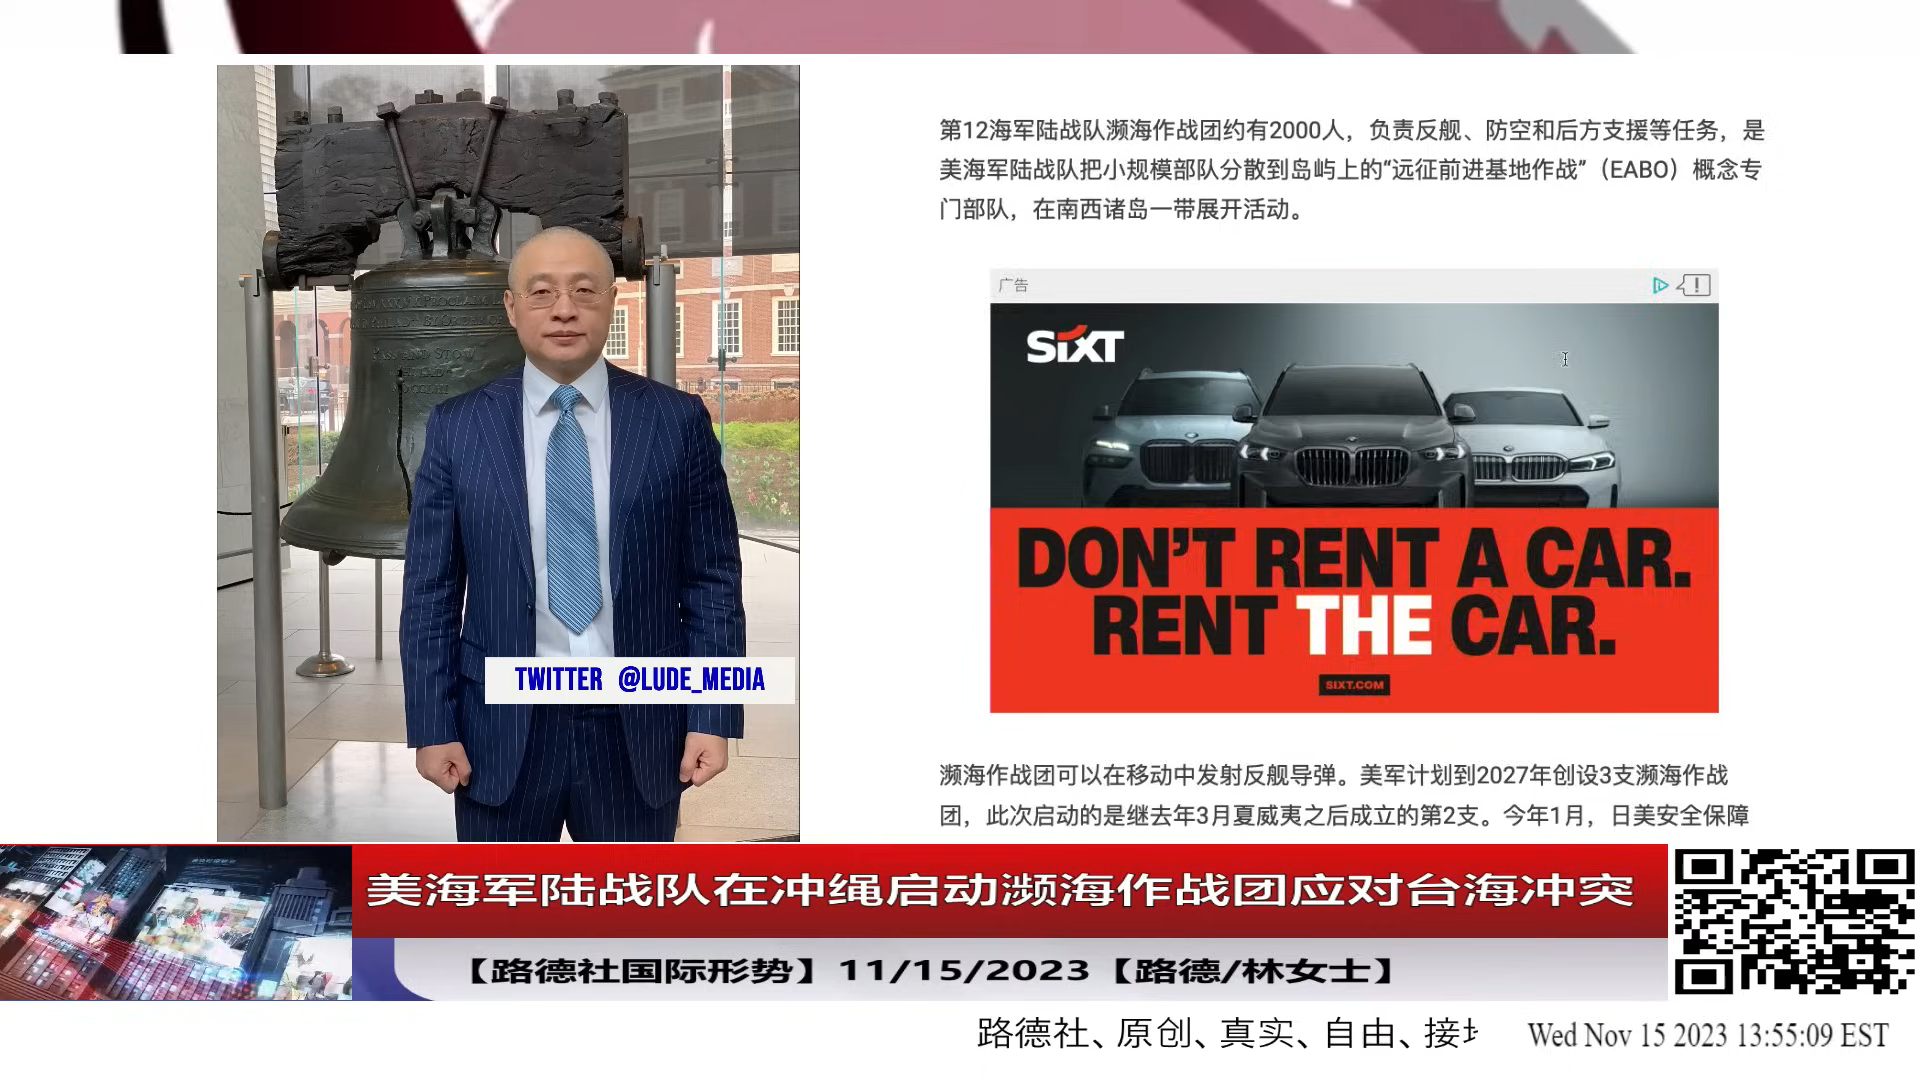 第12海军陆战队濒海作战团约有2000人，负责反舰、防空和后方支援等任务，是
美海军陆战队把小规模部队分散到岛屿上的“远征前进基地作战”（EABO）概念专
门部队，在南西诸岛一带展开活动。
广告
SIXT
DON'T RENT A CAR.
RENT THE CAR.
SIXT.COM
PASS AND STOW
TWITTER @LUDE_MEDIA
濒海作战团可以在移动中发射反舰导弹。美军计划到2027年创设3支濒海作战
团，此次启动的是继去年3月夏威夷之后成立的第2支。今年1月，日美安全保障
美海军陆战队在冲绳启动濒海作战团应对台海冲突
【路德社国际形势】11/15/2023【路德/林女士】
路德社、原创、真实、自由、接
Wed Nov 15 2023 13:55:09 EST